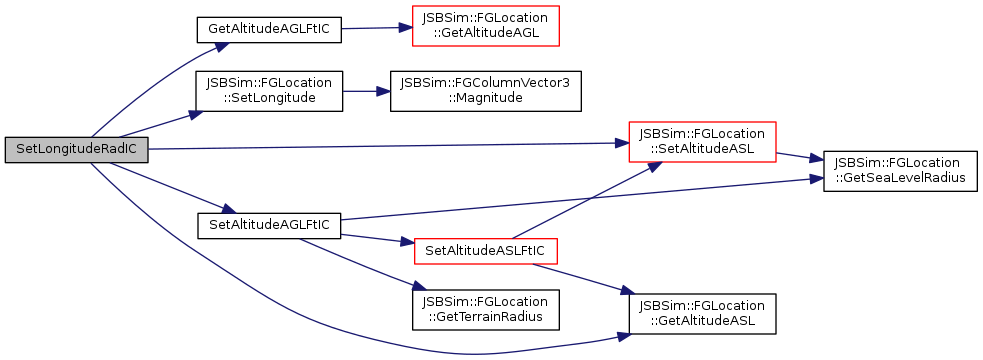 GetAltitudeAGLFtIC
JSBSim::FGLocation
::GetAltitudeAGL
JSBSim::FGLocation
::SetLongitude
JSBSim::FGColumnVector3
::Magnitude
SetLongitudeRadIC
JSBSim::FGLocation
::SetAltitudeASL
JSBSim::FGLocation
::GetSeaLevelRadius
SetAltitudeAGLFtIC
SetAltitudeASLFtIC
JSBSim::FGLocation
::GetTerrainRadius
JSBSim::FGLocation
::GetAltitudeASL